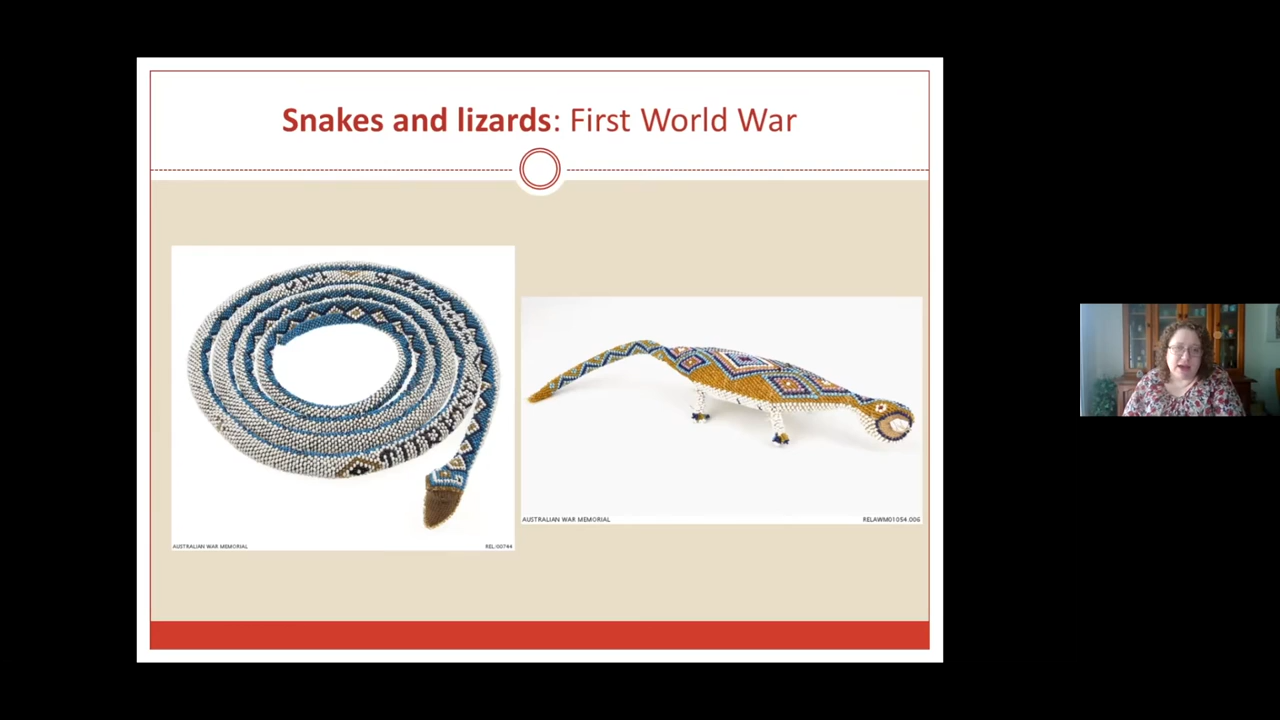 Snakes and lizards: First World War
AUSTRALIAN WAR MEMORIAL
REL/00744
AUSTRALIAN WAR MEMORIAL
RELAWM01054.006